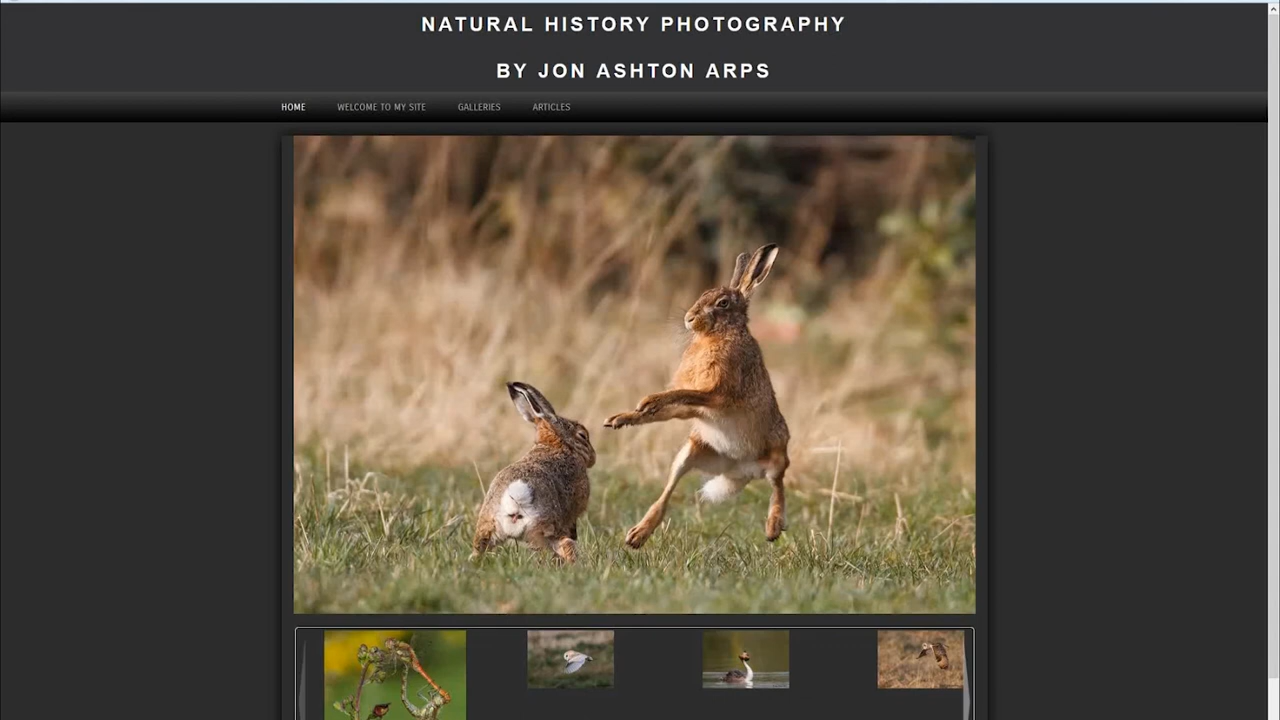 NATURAL HISTORY PHOTOGRAPHY
BY JON ASHTON ARPS
HOME WELCOME TO MY SITE GALLERIES ARTICLES